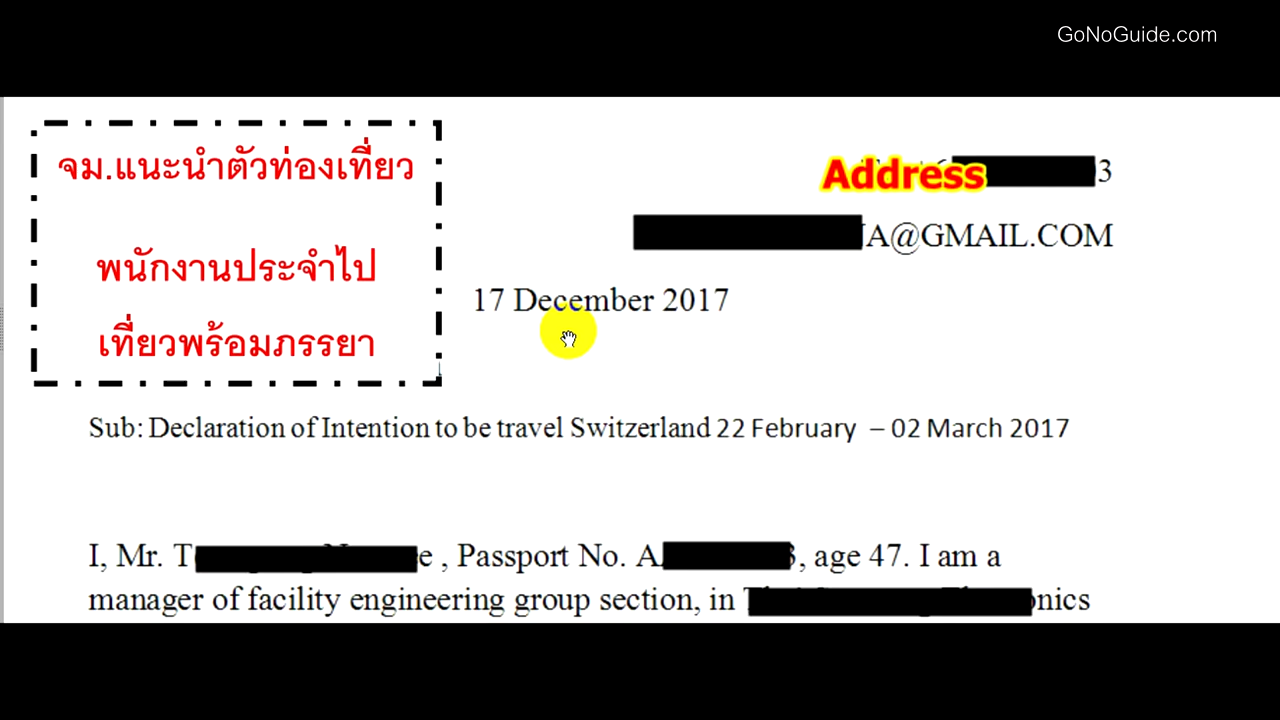 GoNoGuide.com
จม.แนะนำตัวท่องเที่ยว
พนักงานประจำไป
เที่ยวพร้อมภรรยา
Address 3
A@GMAIL.COM
17 December 2017
Sub: Declaration of Intention to be travel Switzerland 22 February – 02 March 2017
I, Mr. T e , Passport No. A , age 47. I am a
manager of facility engineering group section, in onics